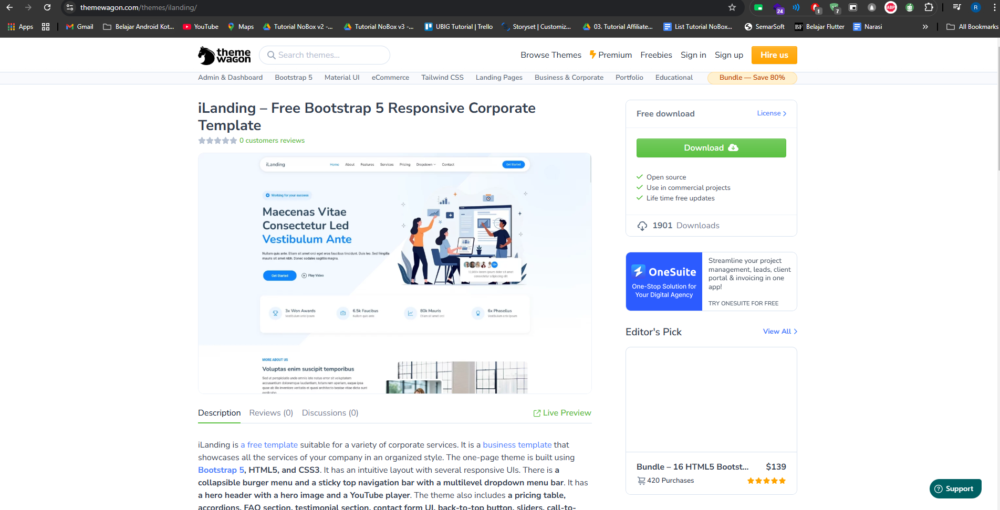 themewagon.com/themes/ilanding/
24
1
7
ABP
R
Apps
Gmail
Belajar Android Kot...
YouTube
Maps
Tutorial NoBox v2 -...
Tutorial NoBox v3 -...
UBIG Tutorial | Trello
Storyset | Customiz...
03. Tutorial Affiliate...
List Tutorial NoBox...
SemarSoft
BF
Belajar Flutter
Narasi
»
All Bookmarks
theme
wagon
Search themes...
Browse Themes
Premium
Freebies
Sign in
Sign up
Hire us
Admin & Dashboard
Bootstrap 5
Material UI
eCommerce
Tailwind CSS
Landing Pages
Business & Corporate
Portfolio
Educational
Bundle — Save 80%
iLanding – Free Bootstrap 5 Responsive Corporate
Template
0 customers reviews
iLanding
Home
About
Features
Services
Pricing
Dropdown
Contact
Get Started
Working for your success
Maecenas Vitae
Consectetur Led
Vestibulum Ante
Nullam quis ante. Etiam sit amet orci eget eros faucibus tincidunt. Duis leo. Sed fringilla
mauris sit amet nibh. Donec sodales sagittis magna.
Get Started
Play Video
12+
12,000+ lorem ipsum dolor sit amet
consectetur adipiscing elit
3x Won Awards
Vestibulum ante ipsum
6.5k Faucibus
Nullam quis ante
80k Mauris
Etiam sit amet orci
6x Phasellus
Vestibulum ante ipsum
MORE ABOUT US
Voluptas enim suscipit temporibus
Sed ut perspiciatis unde omnis iste natus error sit voluptatem
accusantium doloremque laudantium, totam rem aperiam, eaque ipsa
quae ab illo inventore veritatis et quasi architecto beatae vitae dicta sunt
explicabo.
Free download
License
Download
Open source
Use in commercial projects
Life time free updates
1901 Downloads
OneSuite
One-Stop Solution for
Your Digital Agency
Streamline your project
management, leads, client
portal & invoicing in one
app!
TRY ONESUITE FOR FREE
Editor's Pick
View All
Bundle – 16 HTML5 Bootst...
$139
420 Purchases
Description
Reviews (0)
Discussions (0)
Live Preview
iLanding is a free template suitable for a variety of corporate services. It is a business template that
showcases all the services of your company in an organized style. The one-page theme is built using
Bootstrap 5, HTML5, and CSS3. It has an intuitive layout with several responsive UIs. There is a
collapsible burger menu and a sticky top navigation bar with a multilevel dropdown menu bar. It has
a hero header with a hero image and a YouTube player. The theme also includes a pricing table,
accordions, FAQ section, testimonial section, contact form UI, back-to-top button, sliders, call-to-
Support